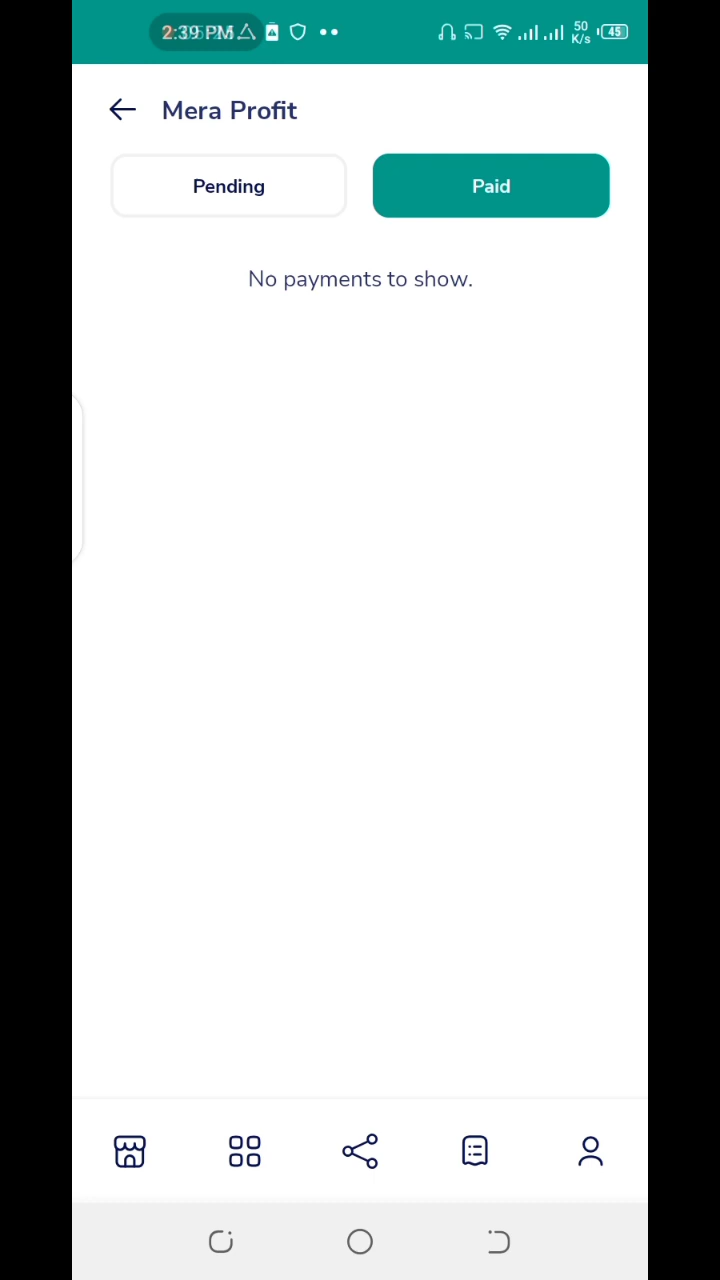 2:39 PM
50
K/s
45
Mera Profit
Pending
Paid
No payments to show.